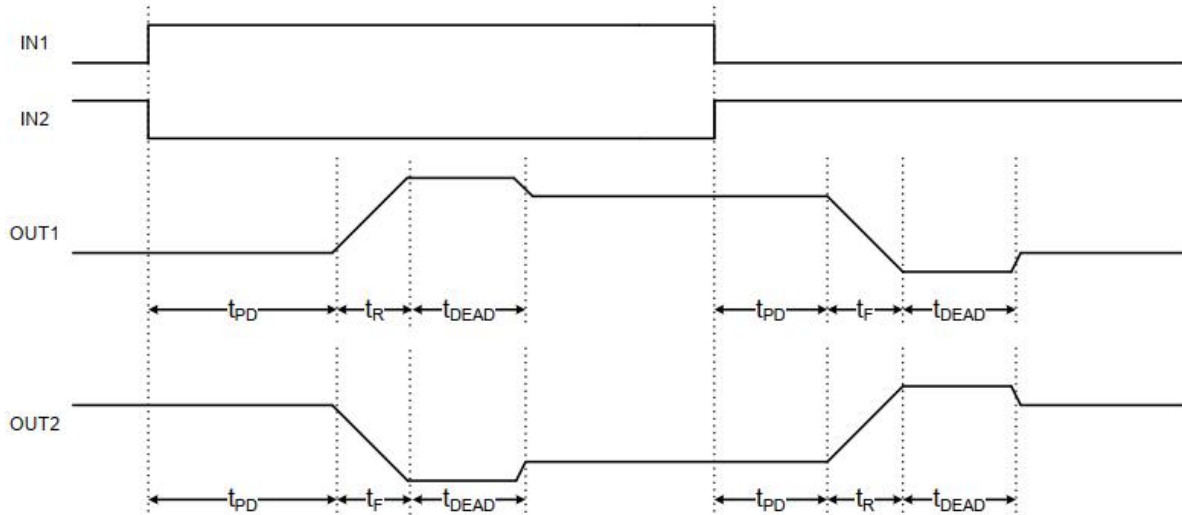 IN1
IN2
OUT1
tPD tR tDEAD tPD tF tDEAD
OUT2
tPD tF tDEAD tPD tR tDEAD